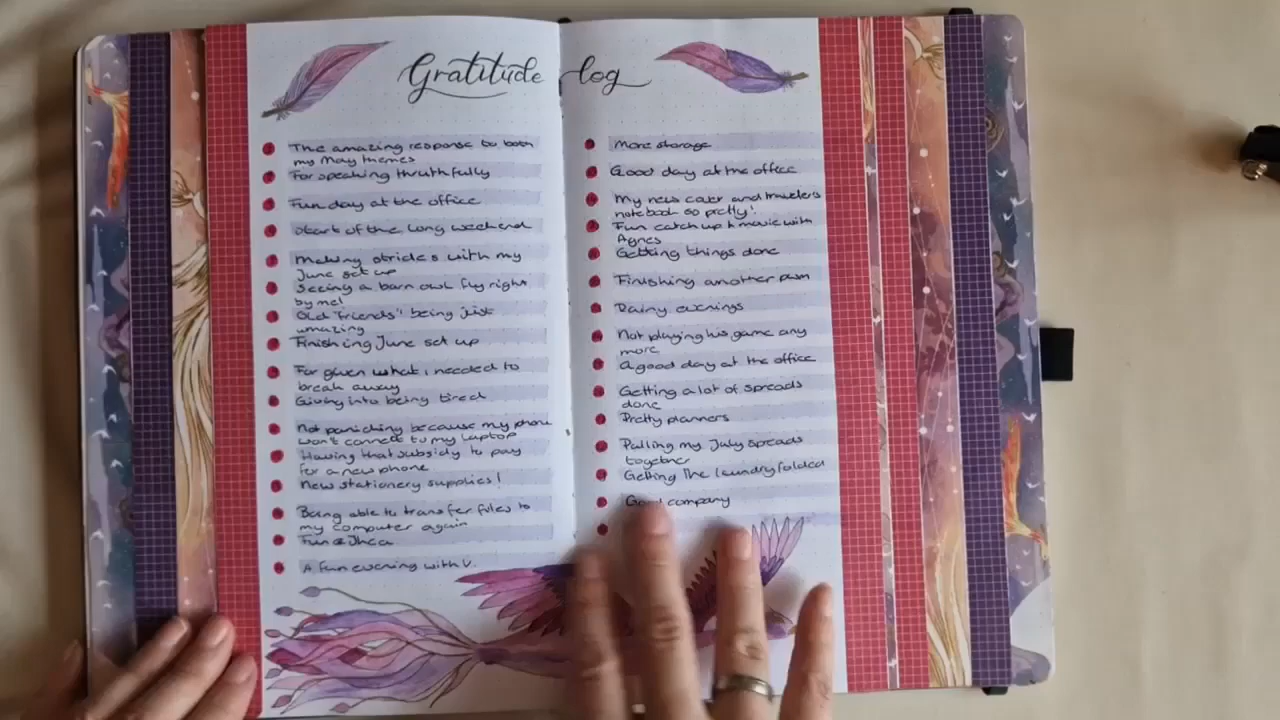 Gratitude log
The amazing response to both
my May themes
For speaking thruthfully
Fun day at the office
Start of the long weekend
Making strides with my
June set up
Seeing a barn owl fly right
by me!
Old "friends" being just
amazing
Finishing June set up
For given what i needed to
break away
Giving into being tired
Not panicking because my phone
won't connect to my laptop
Having that subsidy to pay
for a new phone
New stationery supplies!
Being able to transfer files to
my computer again
Fun @
A fun evening with V.
More storage
Good day at the office
My new cover and travelers
notebook so pretty!
Fun catch up & movie with
Agnes
Getting things done
Finishing another pwm
Rainy evenings
Not playing his game any
more
A good day at the office
Getting a lot of spreads
done
Pretty planners
Pulling my July spreads
together
Getting the laundry folded
Good company